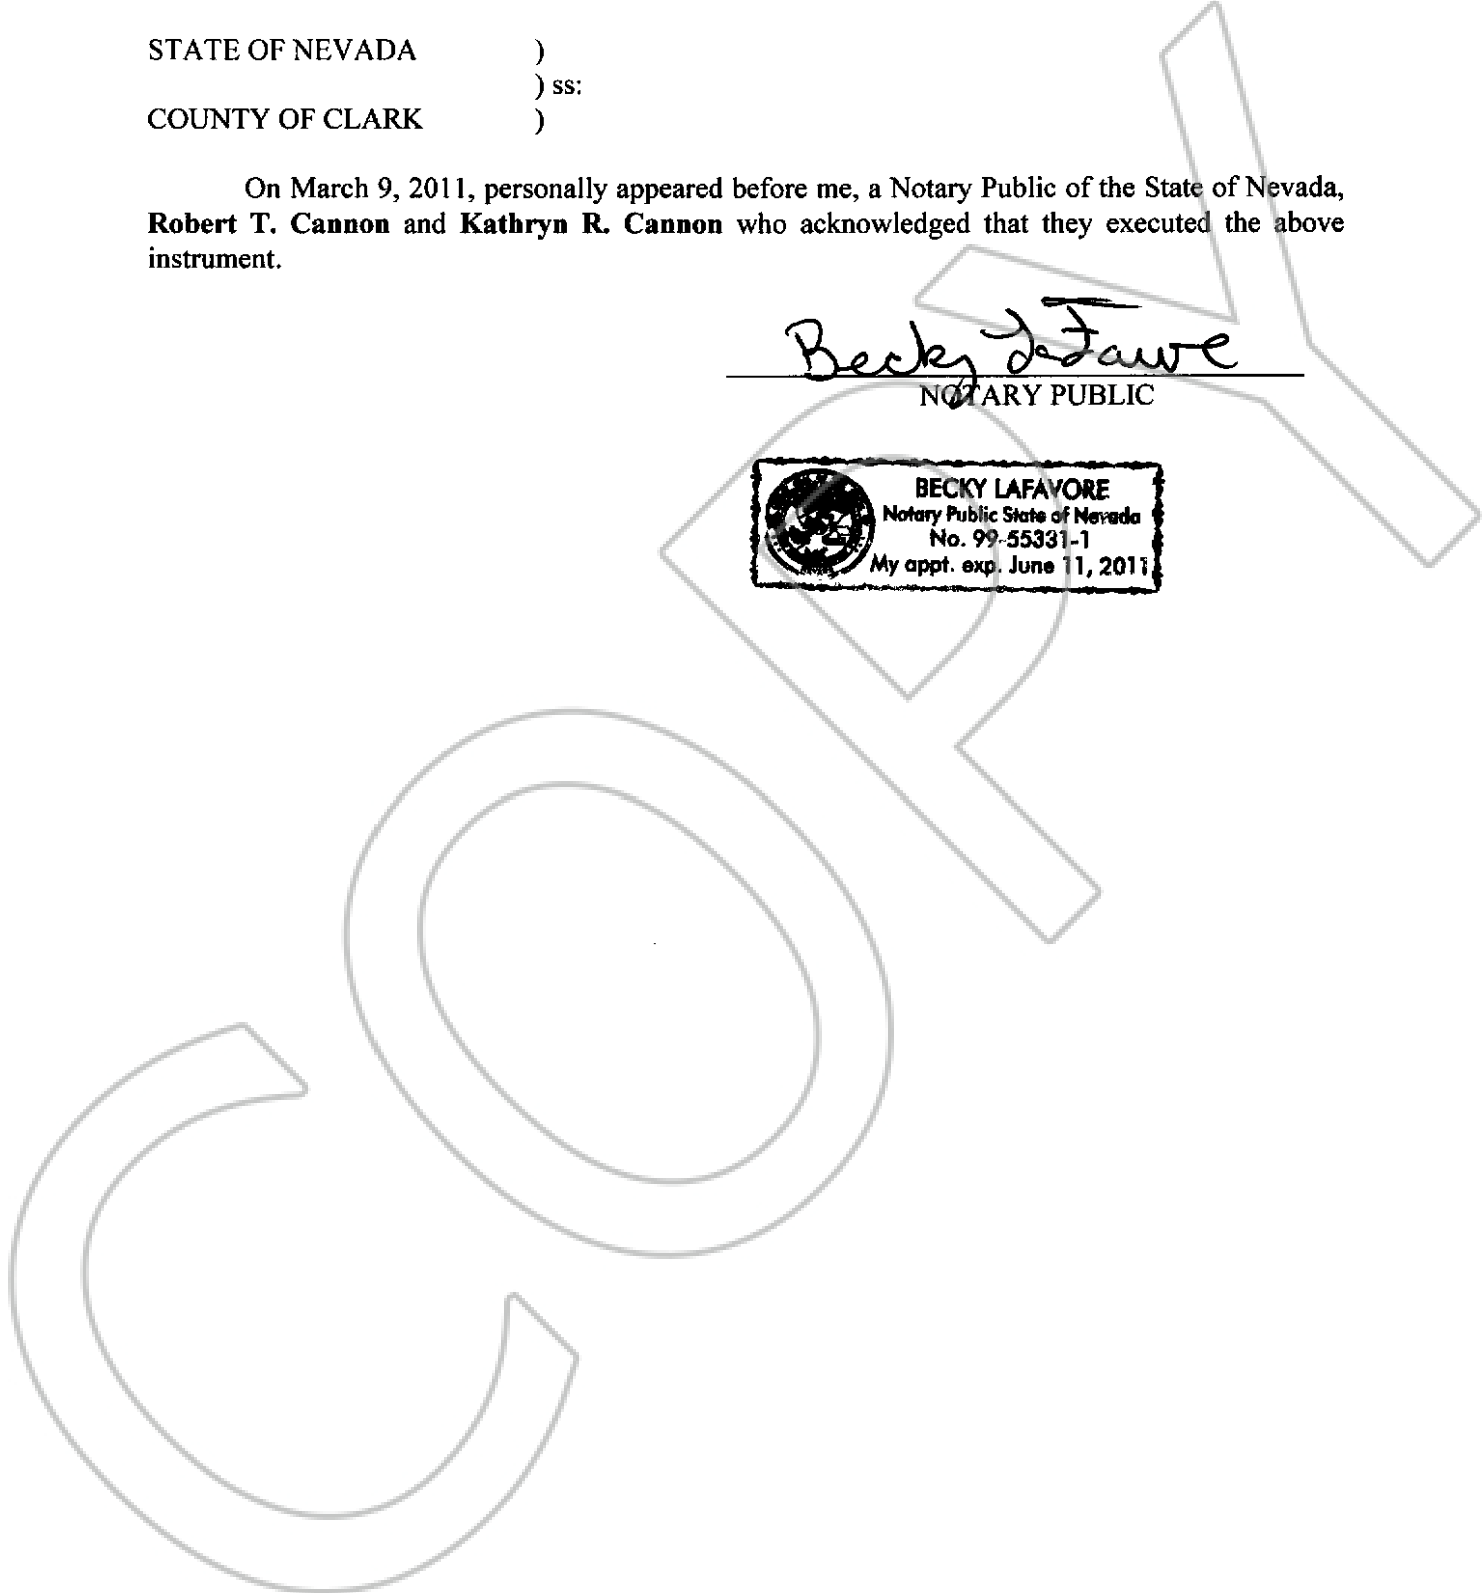 STATE OF NEVADA )
) ss:
COUNTY OF CLARK )
On March 9, 2011, personally appeared before me, a Notary Public of the State of Nevada,
Robert T. Cannon and Kathryn R. Cannon who acknowledged that they executed the above
instrument.
Becky LaFavore
NOTARY PUBLIC
BECKY LAFAVORE
Notary Public State of Nevada
No. 99-55331-1
My appt. exp. June 11, 2011
COPY